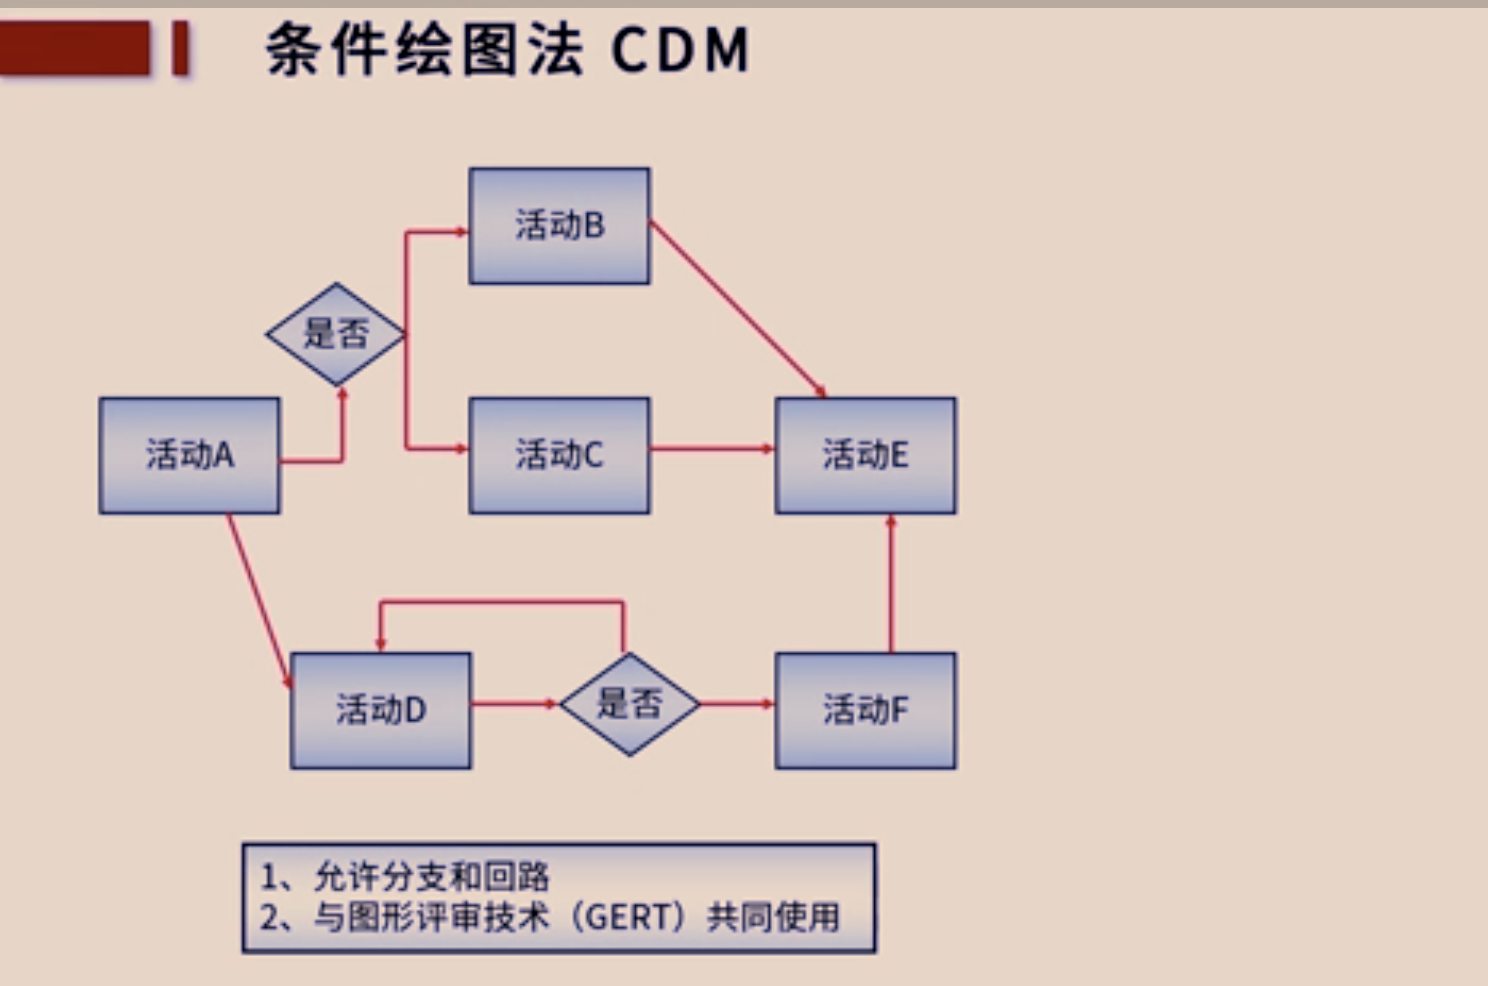 条件绘图法 CDM
活动B
是否
活动A
活动C
活动E
活动D
是否
活动F
1、允许分支和回路
2、与图形评审技术（GERT）共同使用